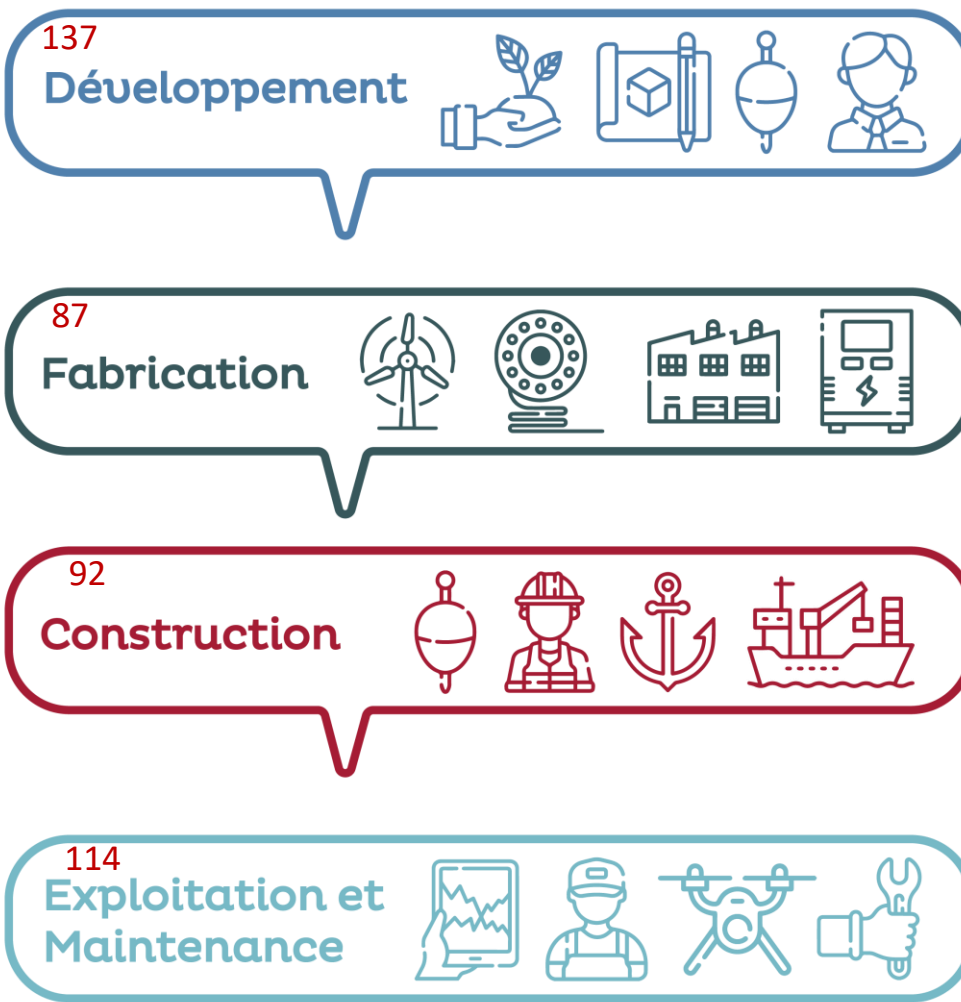 137
Développement
87
Fabrication
92
Construction
114
Exploitation et
Maintenance